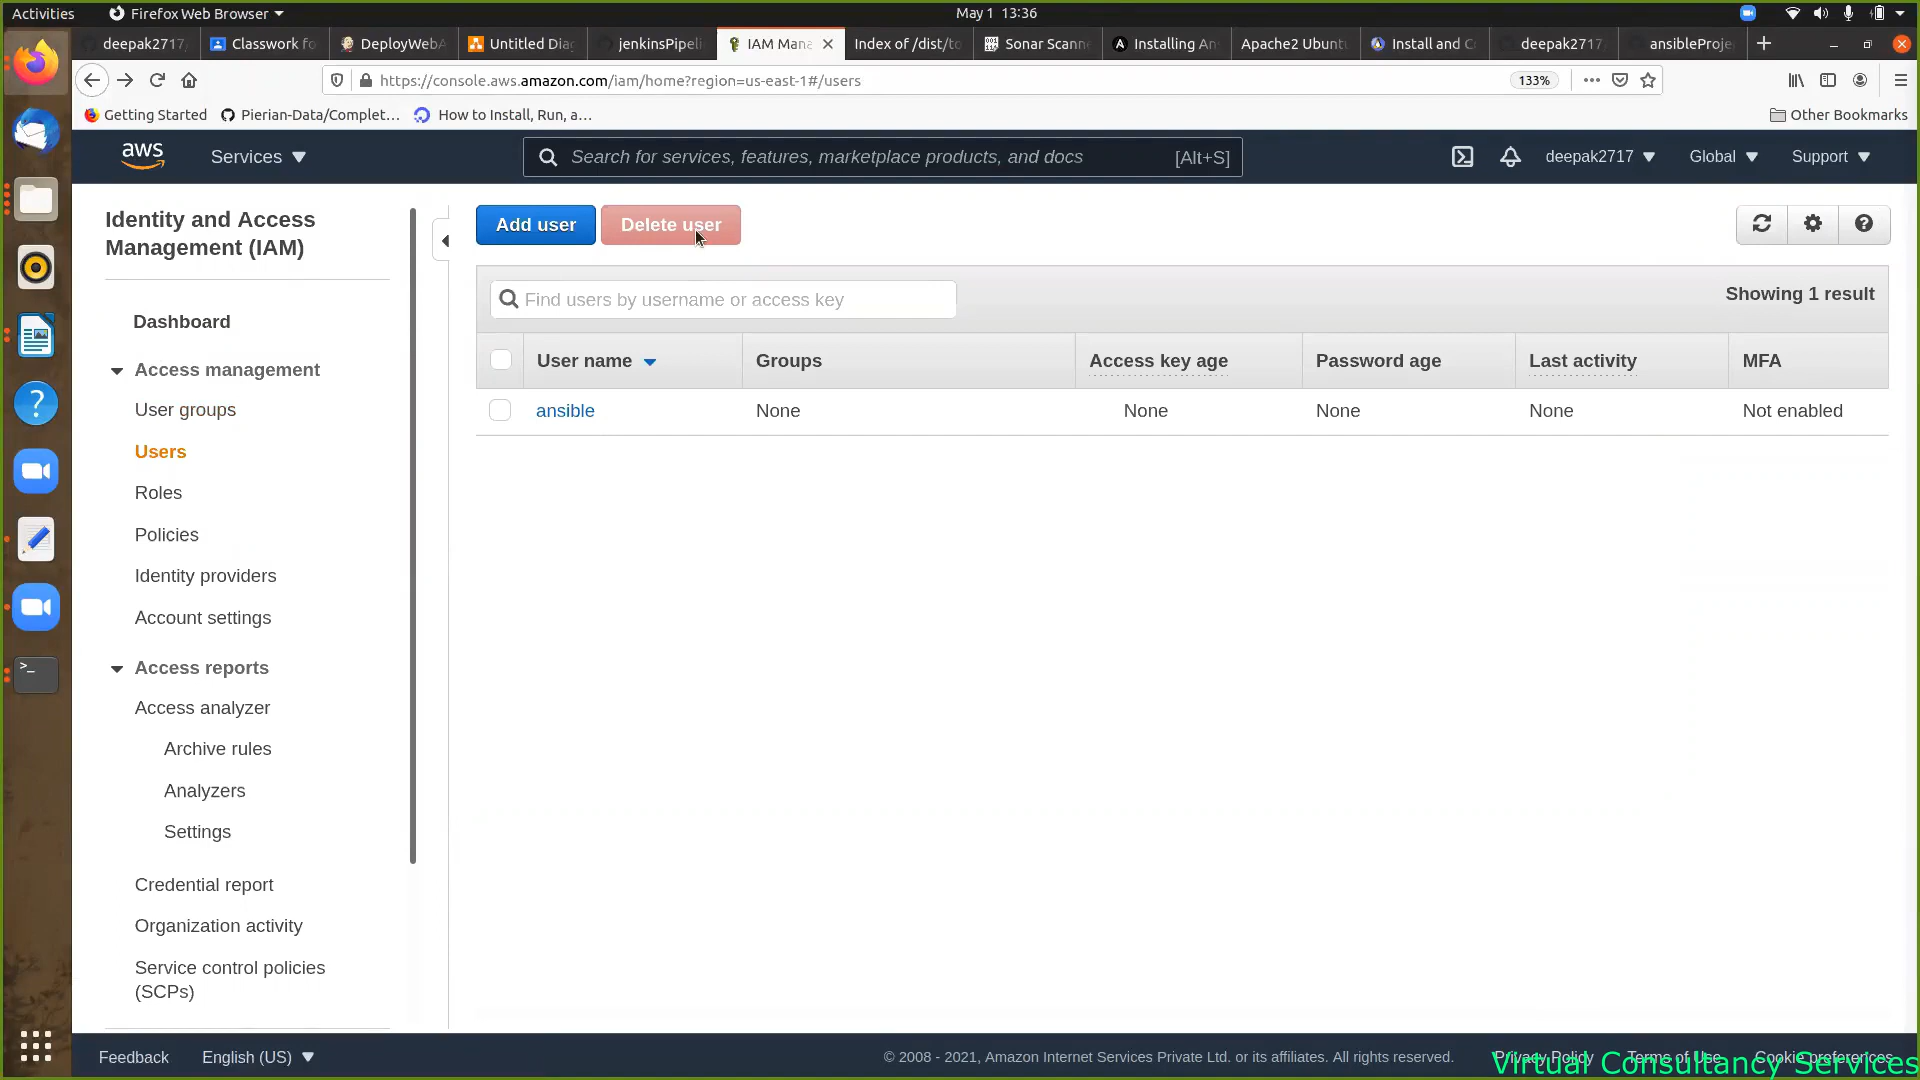 Activities
Firefox Web Browser
May 1 13:36
deepak2717,
Classwork fo
DeployWebA
Untitled Dia
jenkinsPipeli
IAM Mana
Index of /dist/to
Sonar Scann
Installing An
Apache2 Ubuntu
Install and C
deepak2717
ansibleProje
https://console.aws.amazon.com/iam/home?region=us-east-1#/users
133%
Getting Started
Pierian-Data/Complet...
How to Install, Run, a...
Other Bookmarks
aws
Services
Search for services, features, marketplace products, and docs
[Alt+S]
deepak2717
Global
Support
Identity and Access
Management (IAM)
Dashboard
Access management
User groups
Users
Roles
Policies
Identity providers
Account settings
Access reports
Access analyzer
Archive rules
Analyzers
Settings
Credential report
Organization activity
Service control policies
(SCPs)
Add user
Delete user
Find users by username or access key
Showing 1 result
User name
Groups
Access key age
Password age
Last activity
MFA
ansible
None
None
None
None
Not enabled
Feedback
English (US)
© 2008 - 2021, Amazon Internet Services Private Ltd. or its affiliates. All rights reserved.
Privacy Policy
Terms of Use
Cookie preferences
Virtual Consultancy Services